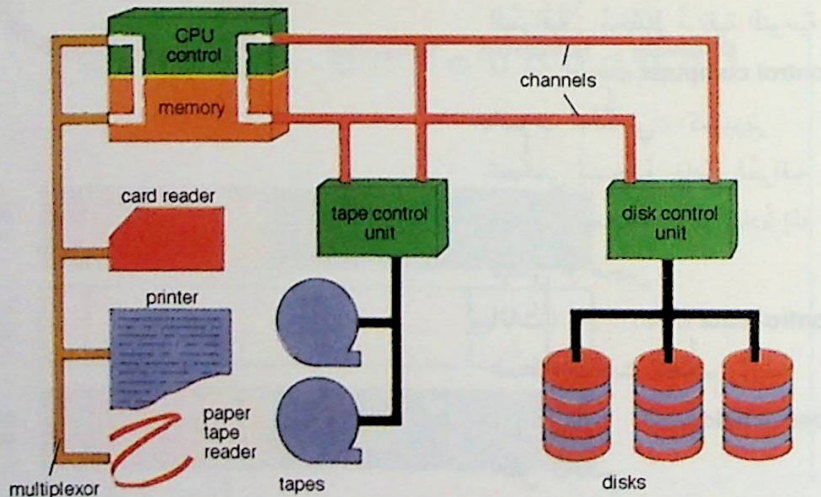 CPU
control
memory
channels
card reader
tape control
unit
disk control
unit
printer
paper
tape
reader
multiplexor
tapes
disks